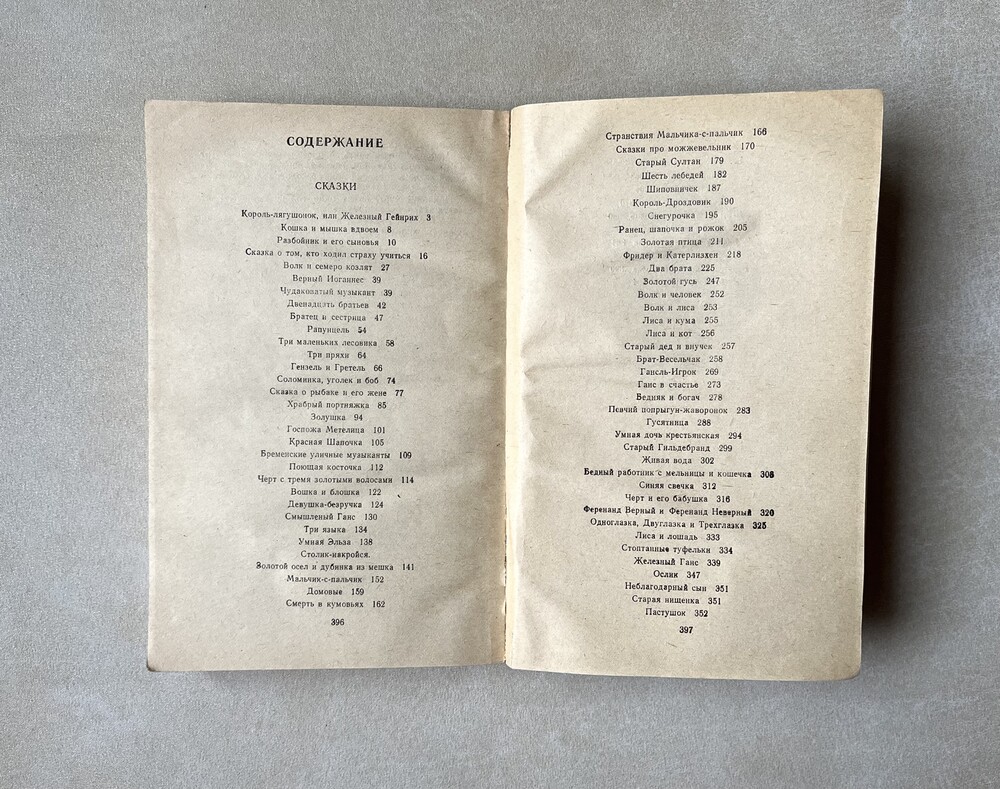 СОДЕРЖАНИЕ
СКАЗКИ
Король-лягушонок, или Железный Гейнрих 3
Кошка и мышка вдвоем 8
Разбойник и его сыновья 10
Сказка о том, кто ходил страху учиться 16
Волк и семеро козлят 27
Верный Иоганнес 39
Чудаковатый музыкант 39
Двенадцать братьев 42
Братец и сестрица 47
Рапунцель 54
Три маленьких лесовика 58
Три пряхи 64
Гензель и Гретель 66
Соломинка, уголек и боб 74
Сказка о рыбаке и его жене 77
Храбрый портняжка 85
Золушка 94
Госпожа Метелица 101
Красная Шапочка 105
Бременские уличные музыканты 109
Поющая косточка 112
Черт с тремя золотыми волосами 114
Вошка и блошка 122
Девушка-безручка 124
Смышленый Ганс 130
Три языка 134
Умная Эльза 138
Столик-накройся.
Золотой осел и дубинка из мешка 141
Мальчик-с-пальчик 152
Домовые 159
Смерть в кумовьях 162
396
Странствия Мальчика-с-пальчик 166
Сказки про можжевельник 170
Старый Султан 179
Шесть лебедей 182
Шиповничек 187
Король-Дроздовик 190
Снегурочка 195
Ранец, шапочка и рожок 205
Золотая птица 211
Фридер и Катерлизхен 218
Два брата 225
Золотой гусь 247
Волк и человек 252
Волк и лиса 253
Лиса и кума 255
Лиса и кот 256
Старый дед и внучек 257
Брат-Весельчак 258
Гансль-Игрок 269
Ганс в счастье 273
Бедняк и богач 278
Певчий попрыгун-жаворонок 283
Гусятница 288
Умная дочь крестьянская 294
Старый Гильдебранд 299
Живая вода 302
Бедный работник с мельницы и кошечка 308
Синяя свечка 312
Черт и его бабушка 316
Ференанд Верный и Ференанд Неверный 320
Одноглазка, Двуглазка и Трехглазка 325
Лиса и лошадь 333
Стоптанные туфельки 334
Железный Ганс 339
Ослик 347
Неблагодарный сын 351
Старая нищенка 351
Пастушок 352
397